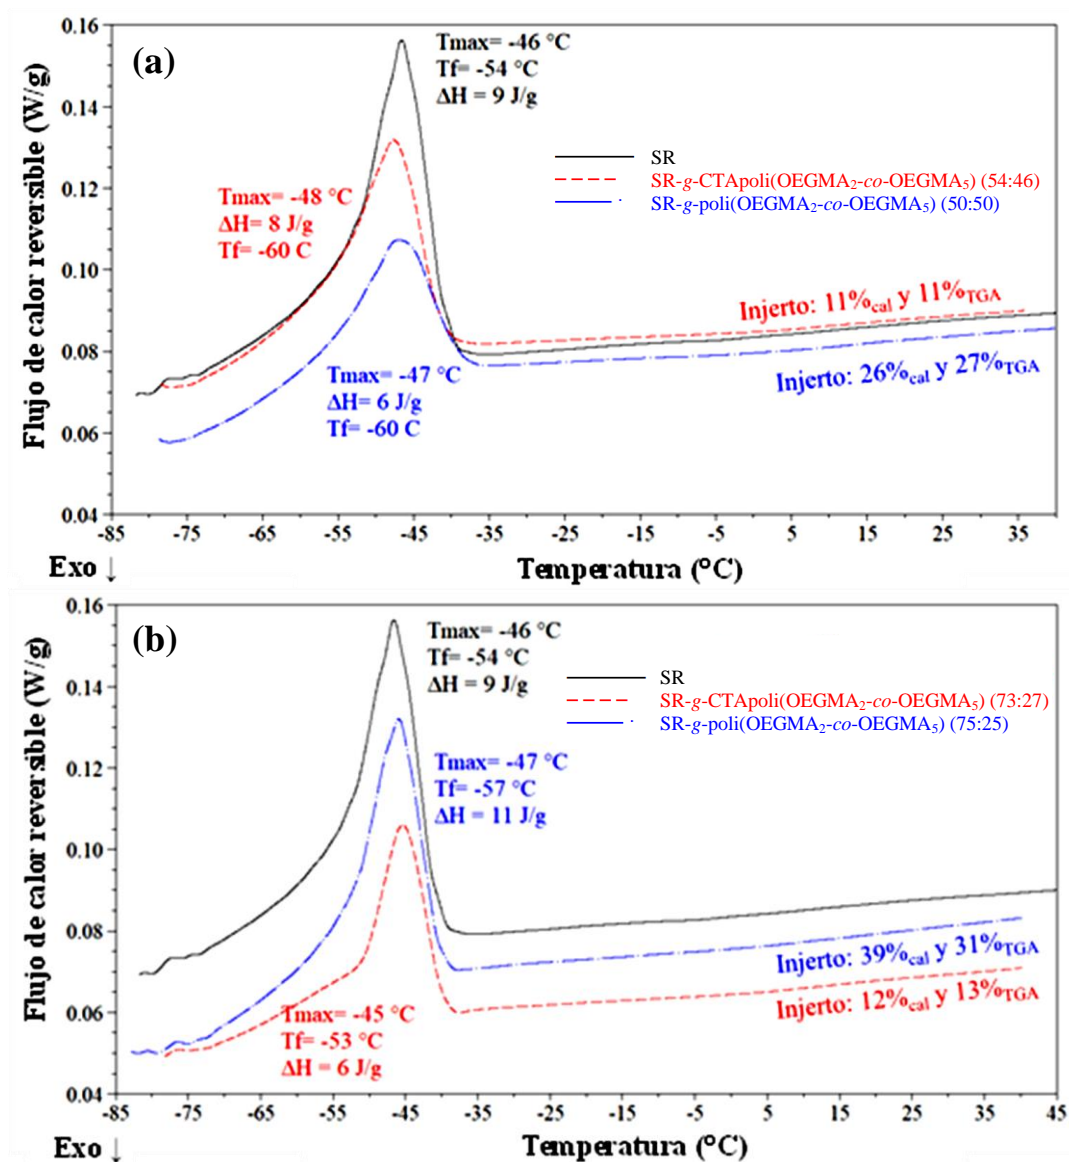 (a)
Tmax= -46 °C
Tf= -54 °C
ΔH = 9 J/g
SR
SR-g-CTApoli(OEGMA₂-co-OEGMA₅) (54:46)
SR-g-poli(OEGMA₂-co-OEGMA₅) (50:50)
Tmax= -48 °C
ΔH= 8 J/g
Tf= -60 C
Injerto: 11%cal y 11%TGA
Tmax= -47 °C
ΔH= 6 J/g
Tf= -60 C
Injerto: 26%cal y 27%TGA
Flujo de calor reversible (W/g)
0.16
0.14
0.12
0.10
0.08
0.06
0.04
-85 -75 -65 -55 -45 -35 -25 -15 -5 5 15 25 35
Exo ↓
Temperatura (°C)
(b)
Tmax= -46 °C
Tf= -54 °C
ΔH = 9 J/g
SR
SR-g-CTApoli(OEGMA₂-co-OEGMA₅) (73:27)
SR-g-poli(OEGMA₂-co-OEGMA₅) (75:25)
Tmax= -47 °C
Tf= -57 °C
ΔH = 11 J/g
Injerto: 39%cal y 31%TGA
Injerto: 12%cal y 13%TGA
Tmax= -45 °C
Tf= -53 °C
ΔH = 6 J/g
Flujo de calor reversible (W/g)
0.16
0.14
0.12
0.10
0.08
0.06
0.04
-85 -75 -65 -55 -45 -35 -25 -15 -5 5 15 25 35 45
Exo ↓
Temperatura (°C)